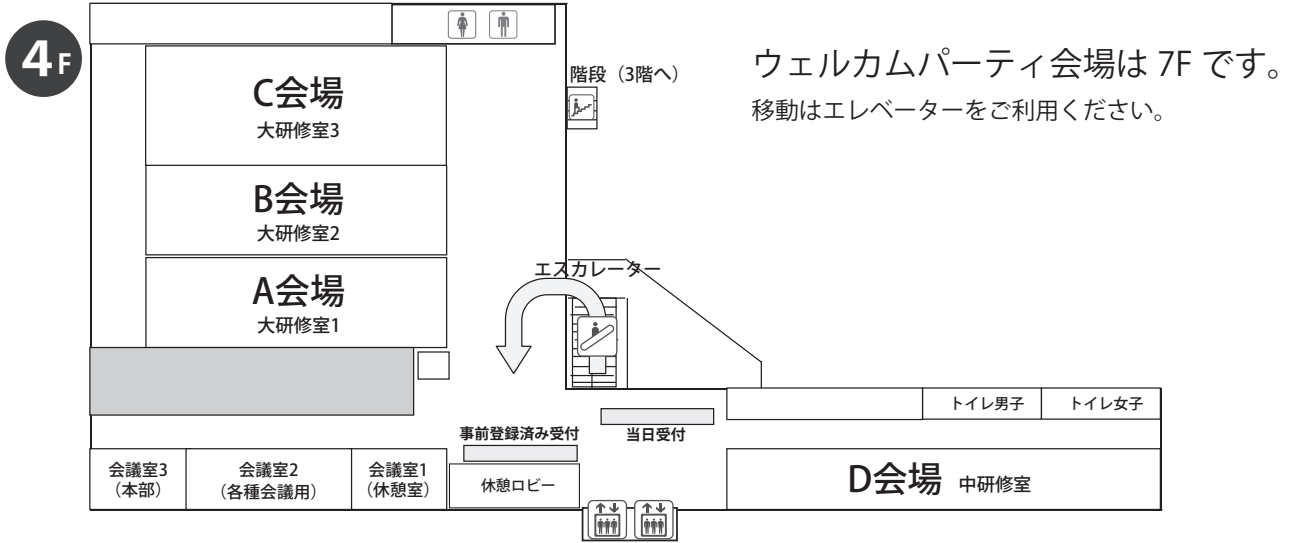 4F
ウェルカムパーティ会場は 7F です。
移動はエレベーターをご利用ください。
階段（3階へ）
C会場
大研修室3
B会場
大研修室2
エスカレーター
A会場
大研修室1
トイレ男子
トイレ女子
事前登録済み受付
当日受付
会議室3
（本部）
会議室2
（各種会議用）
会議室1
（休憩室）
休憩ロビー
D会場 中研修室